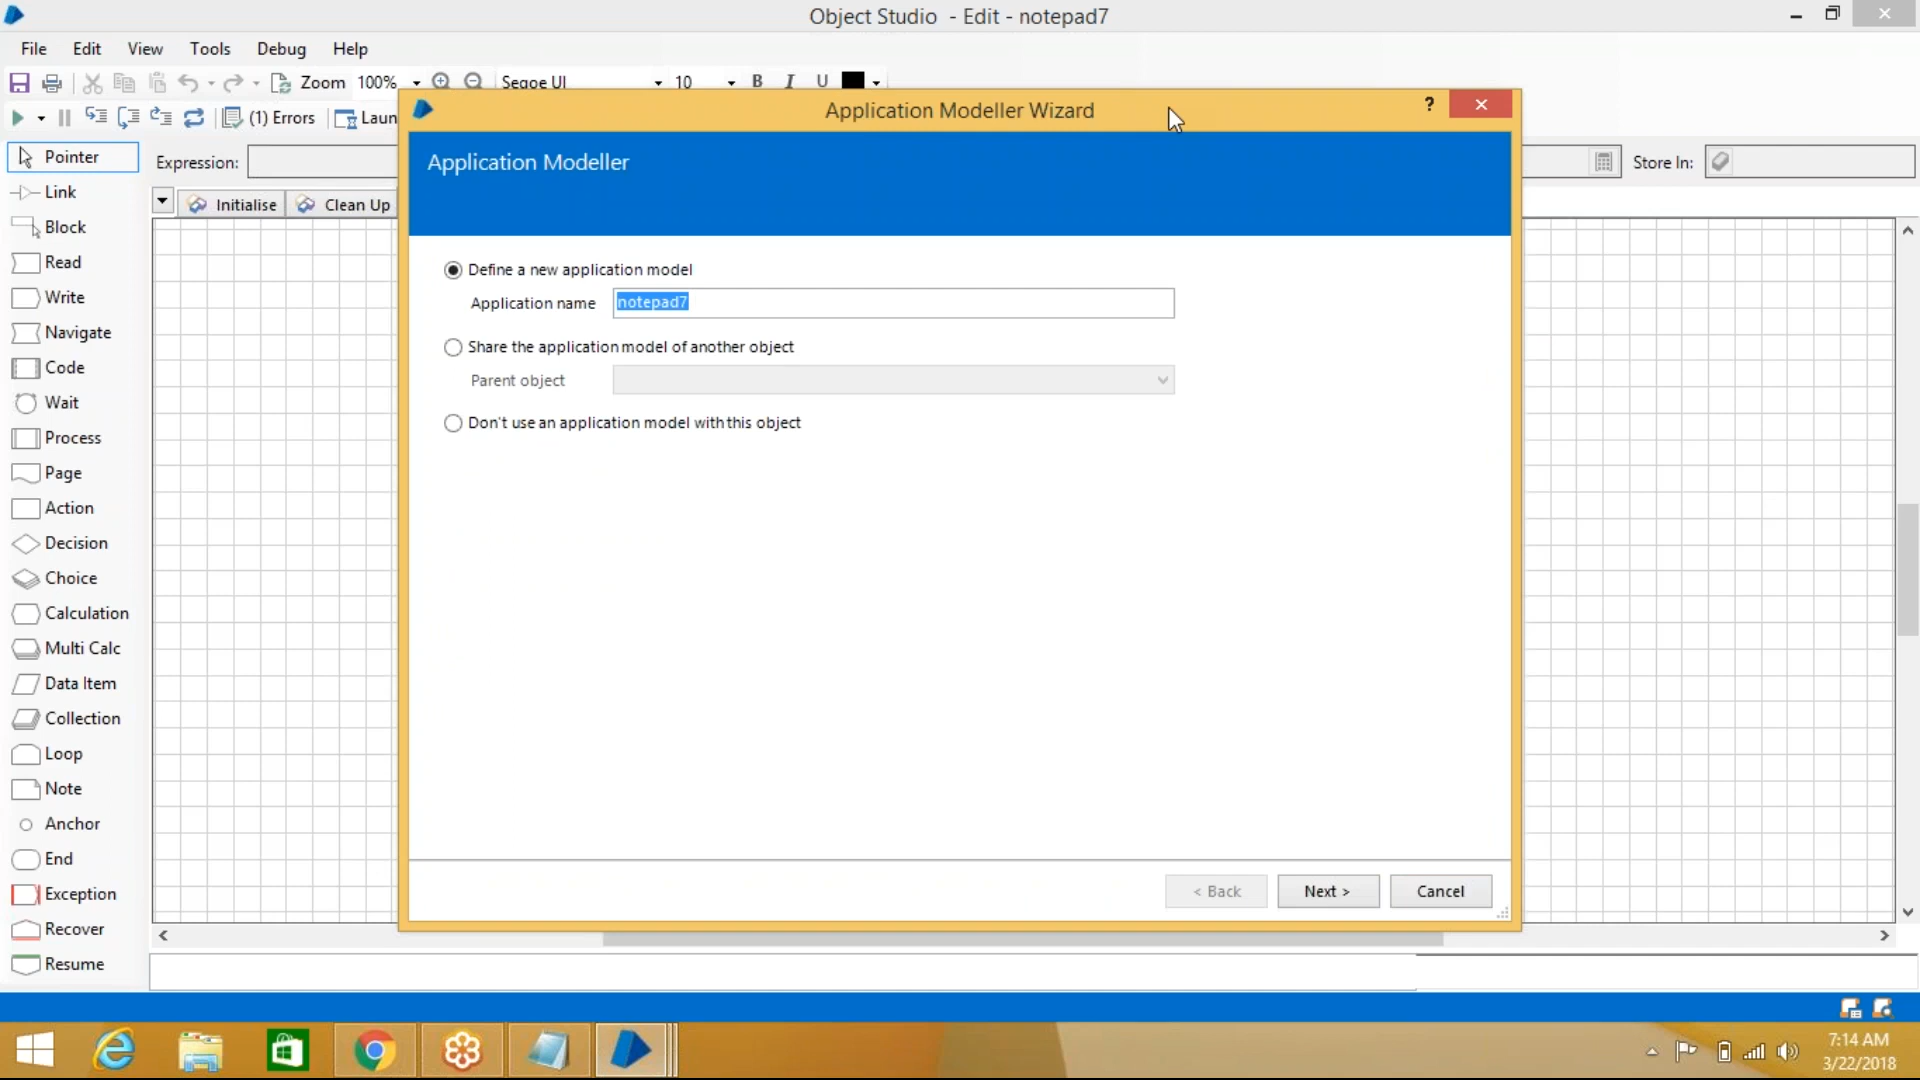 Object Studio - Edit - notepad7
File Edit View Tools Debug Help
Zoom 100% Segoe UI 10 B I U
(1) Errors Laun
Application Modeller Wizard
?
Pointer
Expression:
Store In:
Application Modeller
Link
Initialise Clean Up
Block
Read
Write
Navigate
Code
Wait
Process
Page
Action
Decision
Choice
Calculation
Multi Calc
Data Item
Collection
Loop
Note
Anchor
End
Exception
Recover
Resume
Define a new application model
Application name notepad7
Share the application model of another object
Parent object
Don't use an application model with this object
< Back Next > Cancel
7:14 AM
3/22/2018